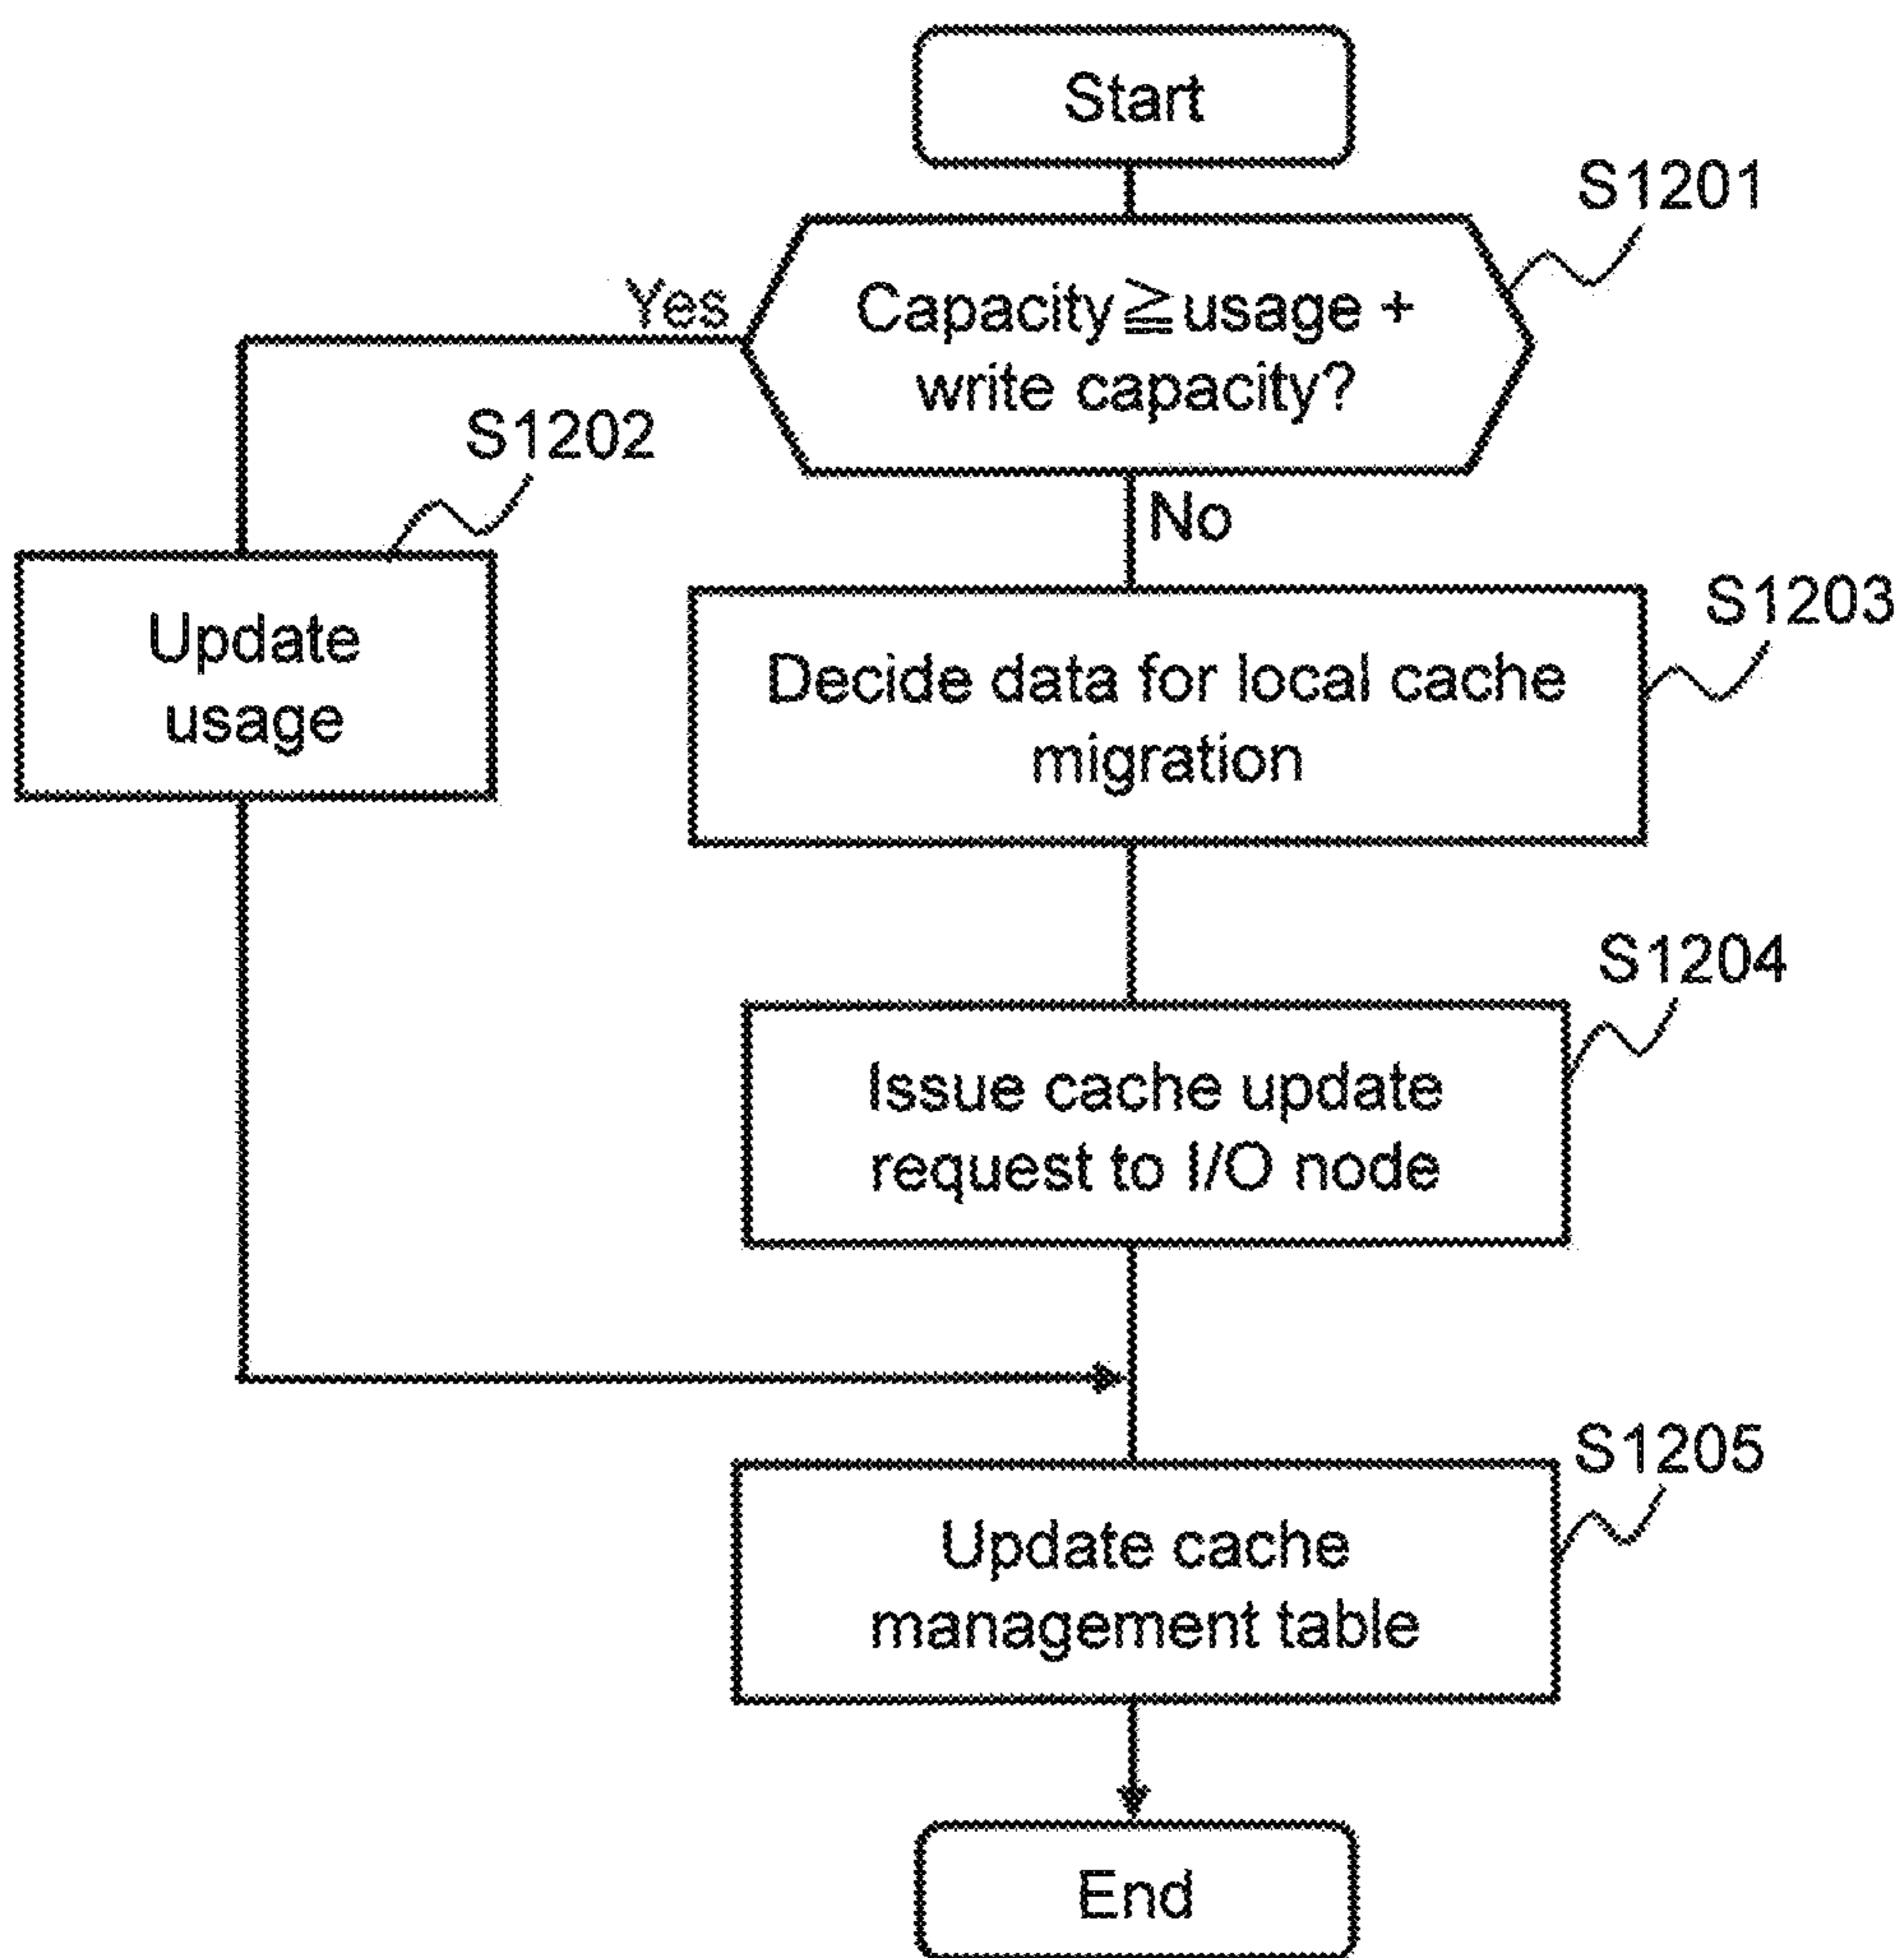 Start
S1201
Yes
Capacity≧usage +
write capacity?
S1202
No
Update
usage
S1203
Decide data for local cache
migration
S1204
Issue cache update
request to I/O node
S1205
Update cache
management table
End